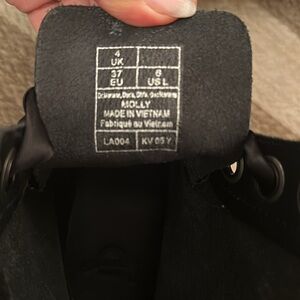 4
UK
37 6
EU US L
MOLLY
MADE IN VIETNAM
Fabriqué au Vietnam
LA004 KV 05 Y